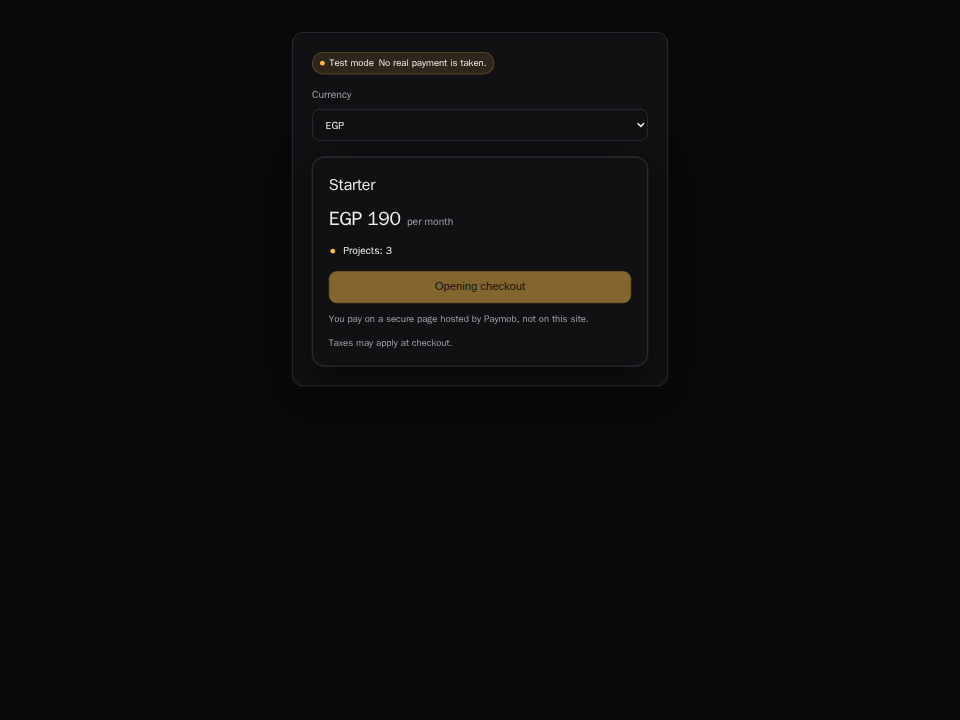 Test mode No real payment is taken.
Currency
EGP
Starter
EGP 190 per month
Projects: 3
Opening checkout
You pay on a secure page hosted by Paymob, not on this site.
Taxes may apply at checkout.